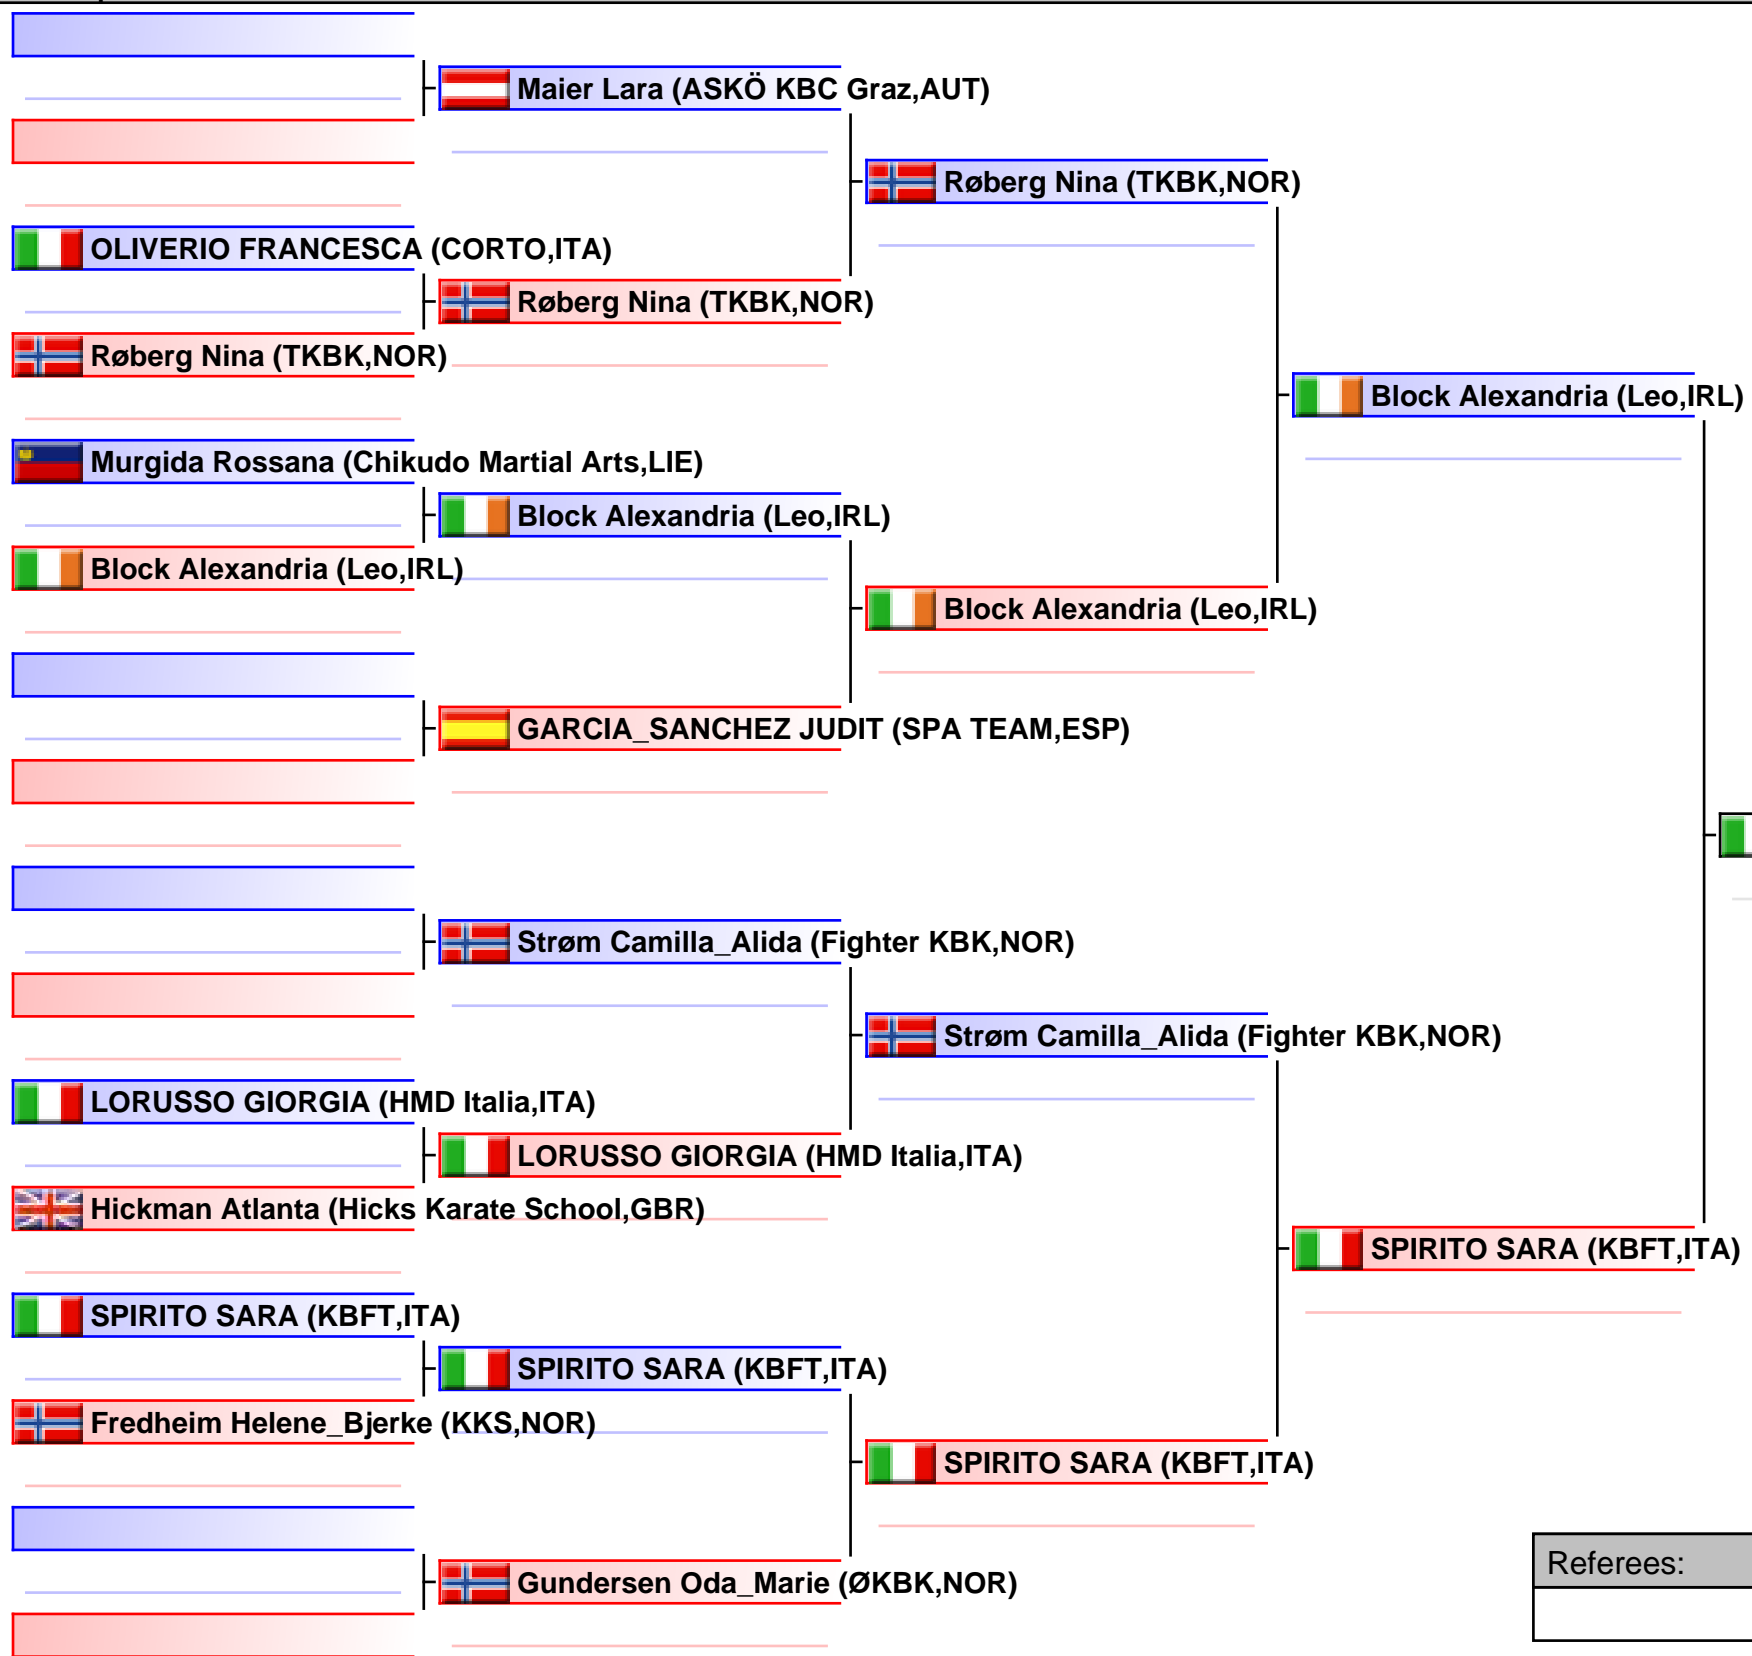 Maier Lara (ASKÖ KBC Graz,AUT)
Røberg Nina (TKBK,NOR)
OLIVERIO FRANCESCA (CORTO,ITA)
Røberg Nina (TKBK,NOR)
Røberg Nina (TKBK,NOR)
Block Alexandria (Leo,IRL)
Murgida Rossana (Chikudo Martial Arts,LIE)
Block Alexandria (Leo,IRL)
Block Alexandria (Leo,IRL)
Block Alexandria (Leo,IRL)
GARCIA_SANCHEZ JUDIT (SPA TEAM,ESP)
Strøm Camilla_Alida (Fighter KBK,NOR)
Strøm Camilla_Alida (Fighter KBK,NOR)
LORUSSO GIORGIA (HMD Italia,ITA)
LORUSSO GIORGIA (HMD Italia,ITA)
Hickman Atlanta (Hicks Karate School,GBR)
SPIRITO SARA (KBFT,ITA)
SPIRITO SARA (KBFT,ITA)
SPIRITO SARA (KBFT,ITA)
Fredheim Helene_Bjerke (KKS,NOR)
SPIRITO SARA (KBFT,ITA)
Gundersen Oda_Marie (ØKBK,NOR)
Referees: